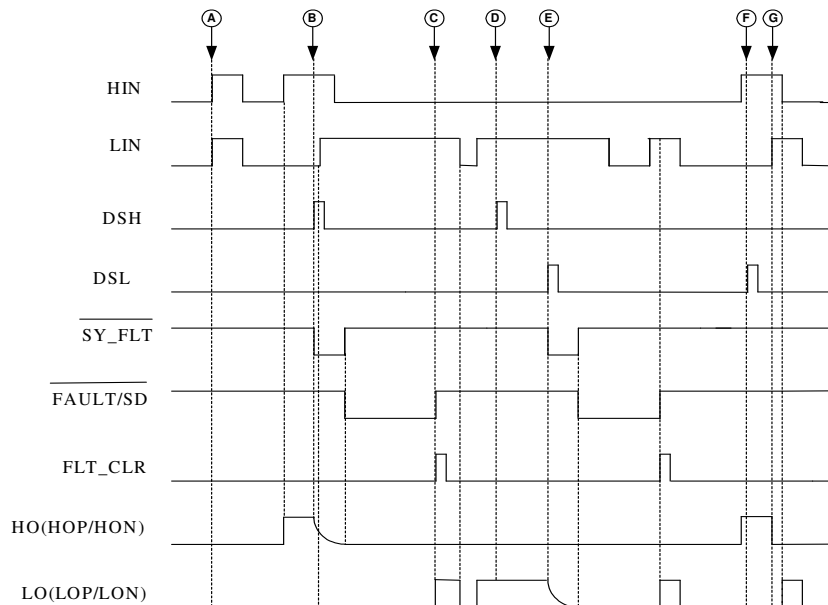 A B C D E F G
HIN
LIN
DSH
DSL
SY_FLT
FAULT/SD
FLT_CLR
HO(HOP/HON)
LO(LOP/LON)